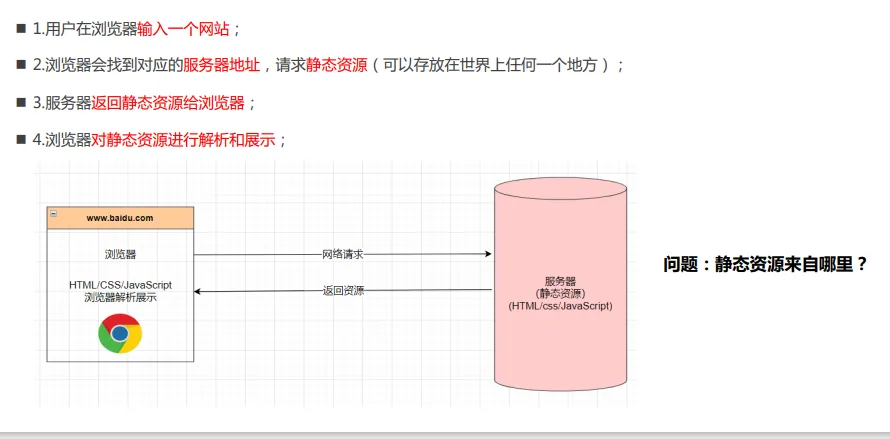 1.用户在浏览器输入一个网站；
2.浏览器会找到对应的服务器地址，请求静态资源（可以存放在世界上任何一个地方）；
3.服务器返回静态资源给浏览器；
4.浏览器对静态资源进行解析和展示；
www.baidu.com
浏览器
HTML/CSS/JavaScript
浏览器解析展示
网络请求
返回资源
服务器
(静态资源)
(HTML/css/JavaScript)
问题：静态资源来自哪里？